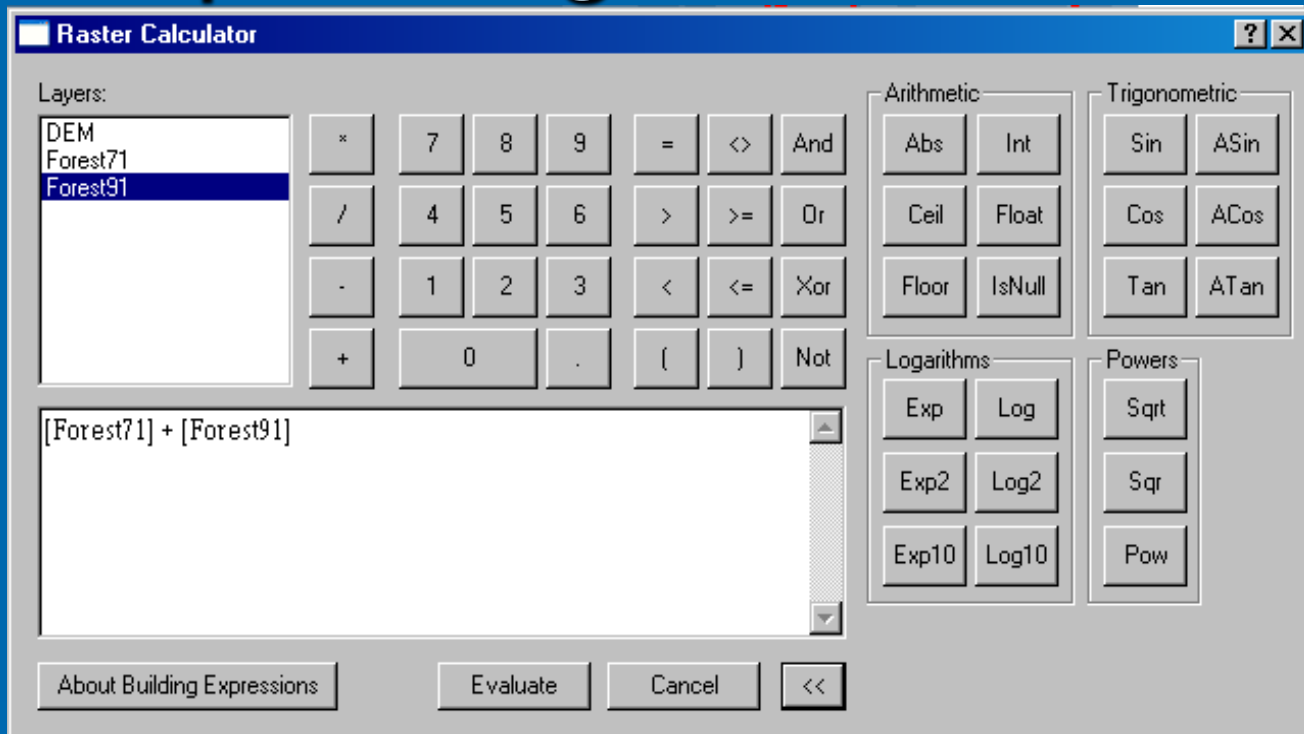 Raster Calculator
? X
Layers:
DEM
Forest71
Forest91
* 7 8 9 = <> And
/ 4 5 6 > >= Or
- 1 2 3 < <= Xor
+ 0 . ( ) Not
Arithmetic
Abs Int
Ceil Float
Floor IsNull
Trigonometric
Sin ASin
Cos ACos
Tan ATan
Logarithms
Exp Log
Exp2 Log2
Exp10 Log10
Powers
Sqrt
Sqr
Pow
[Forest71] + [Forest91]
About Building Expressions
Evaluate
Cancel
<<